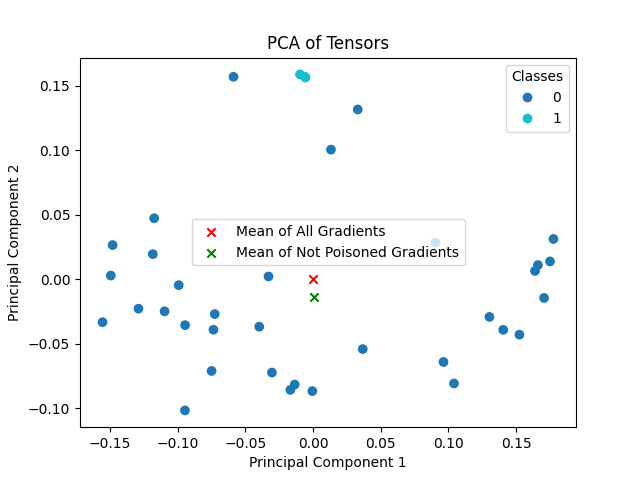 PCA of Tensors
Classes
0
1
Mean of All Gradients
Mean of Not Poisoned Gradients
Principal Component 2
0.15
0.10
0.05
0.00
−0.05
−0.10
−0.15
−0.10
−0.05
0.00
0.05
0.10
0.15
Principal Component 1